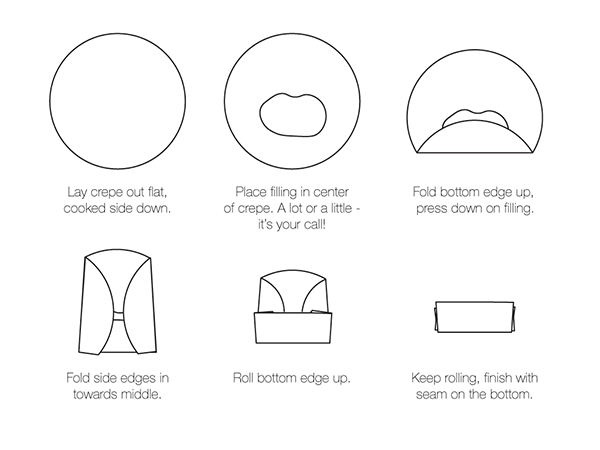 Lay crepe out flat,
cooked side down.
Place filling in center
of crepe. A lot or a little -
it's your call!
Fold bottom edge up,
press down on filling.
Fold side edges in
towards middle.
Roll bottom edge up.
Keep rolling, finish with
seam on the bottom.